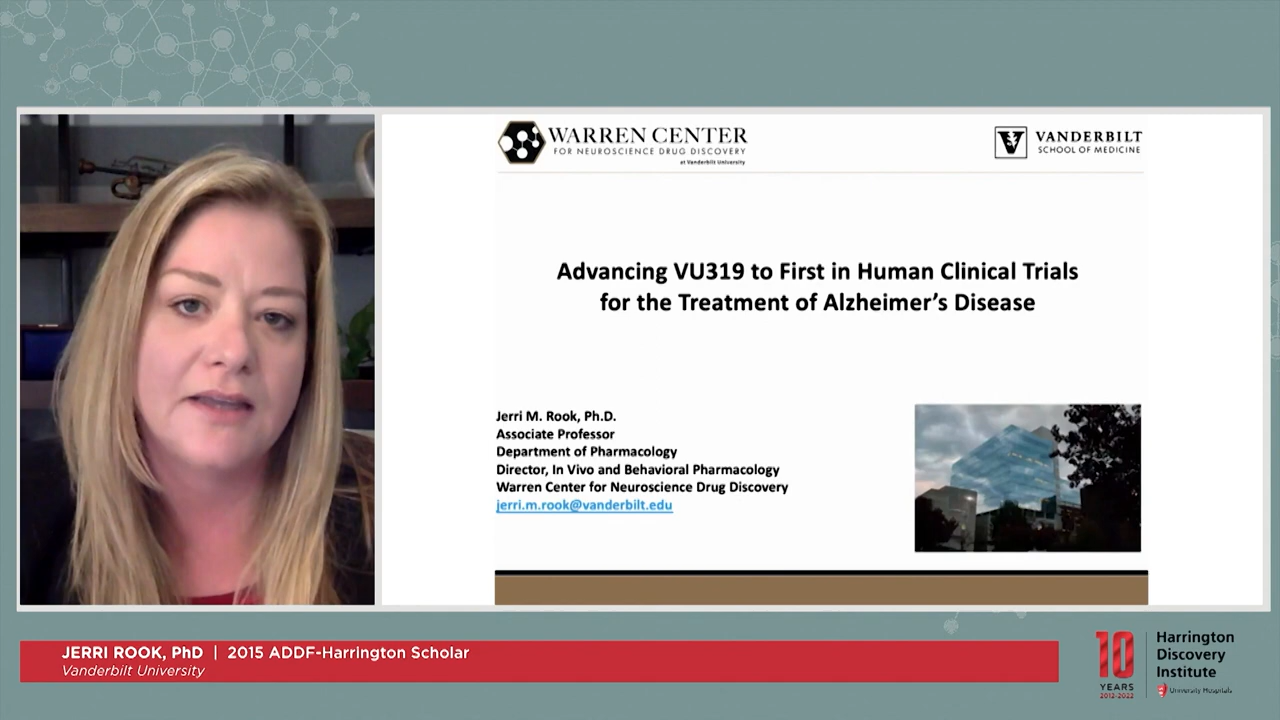 WARREN CENTER
FOR NEUROSCIENCE DRUG DISCOVERY
at Vanderbilt University
V
VANDERBILT
SCHOOL OF MEDICINE
Advancing VU319 to First in Human Clinical Trials
for the Treatment of Alzheimer’s Disease
Jerri M. Rook, Ph.D.
Associate Professor
Department of Pharmacology
Director, In Vivo and Behavioral Pharmacology
Warren Center for Neuroscience Drug Discovery
jerri.m.rook@vanderbilt.edu
JERRI ROOK, PhD | 2015 ADDF-Harrington Scholar
Vanderbilt University
10
YEARS
2012-2022
Harrington
Discovery
Institute
University Hospitals